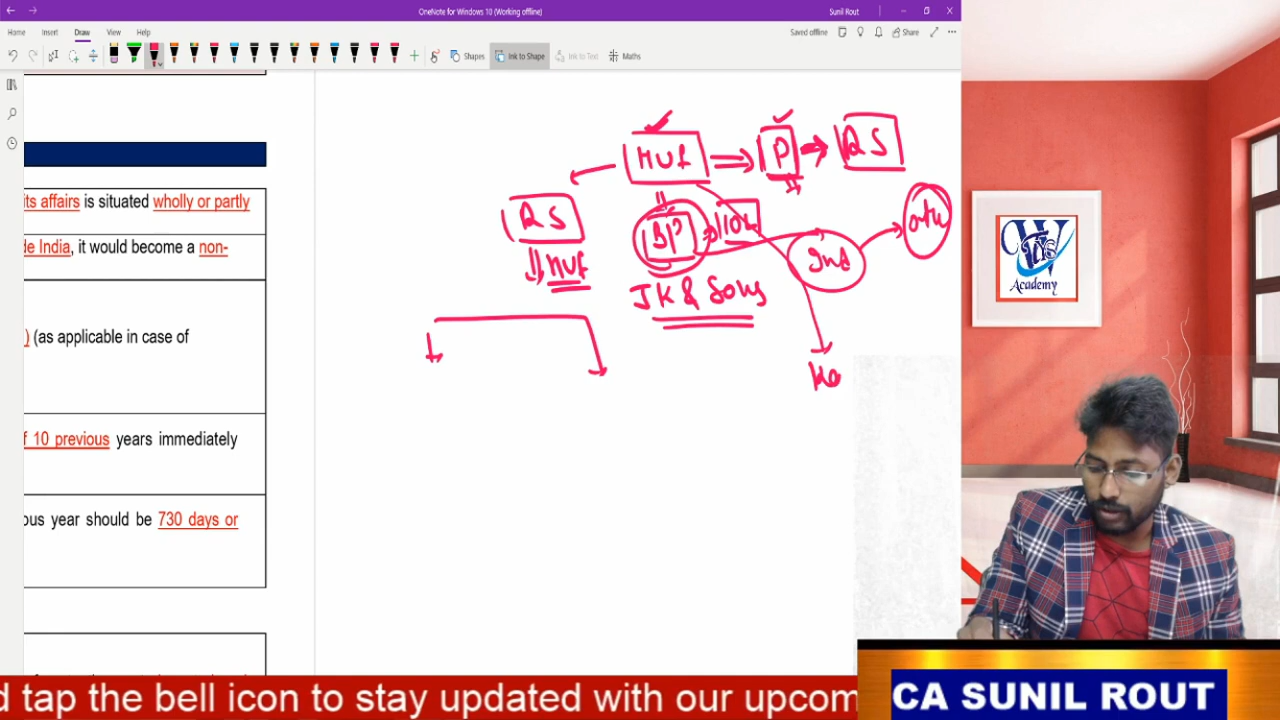 OneNote for Windows 10 (Working offline)
Sunil Rout
Home Insert Draw View Help
Saved offline
Share
Shapes
Ink to Shape
Ink to Text
Maths
its affairs is situated wholly or partly
de India, it would become a non-
) (as applicable in case of
f 10 previous years immediately
ous year should be 730 days or
HUF P RS
RS
HUF
BP
JK & Sons
Ind
Ka
Academy
d tap the bell icon to stay updated with our upcom
CA SUNIL ROUT